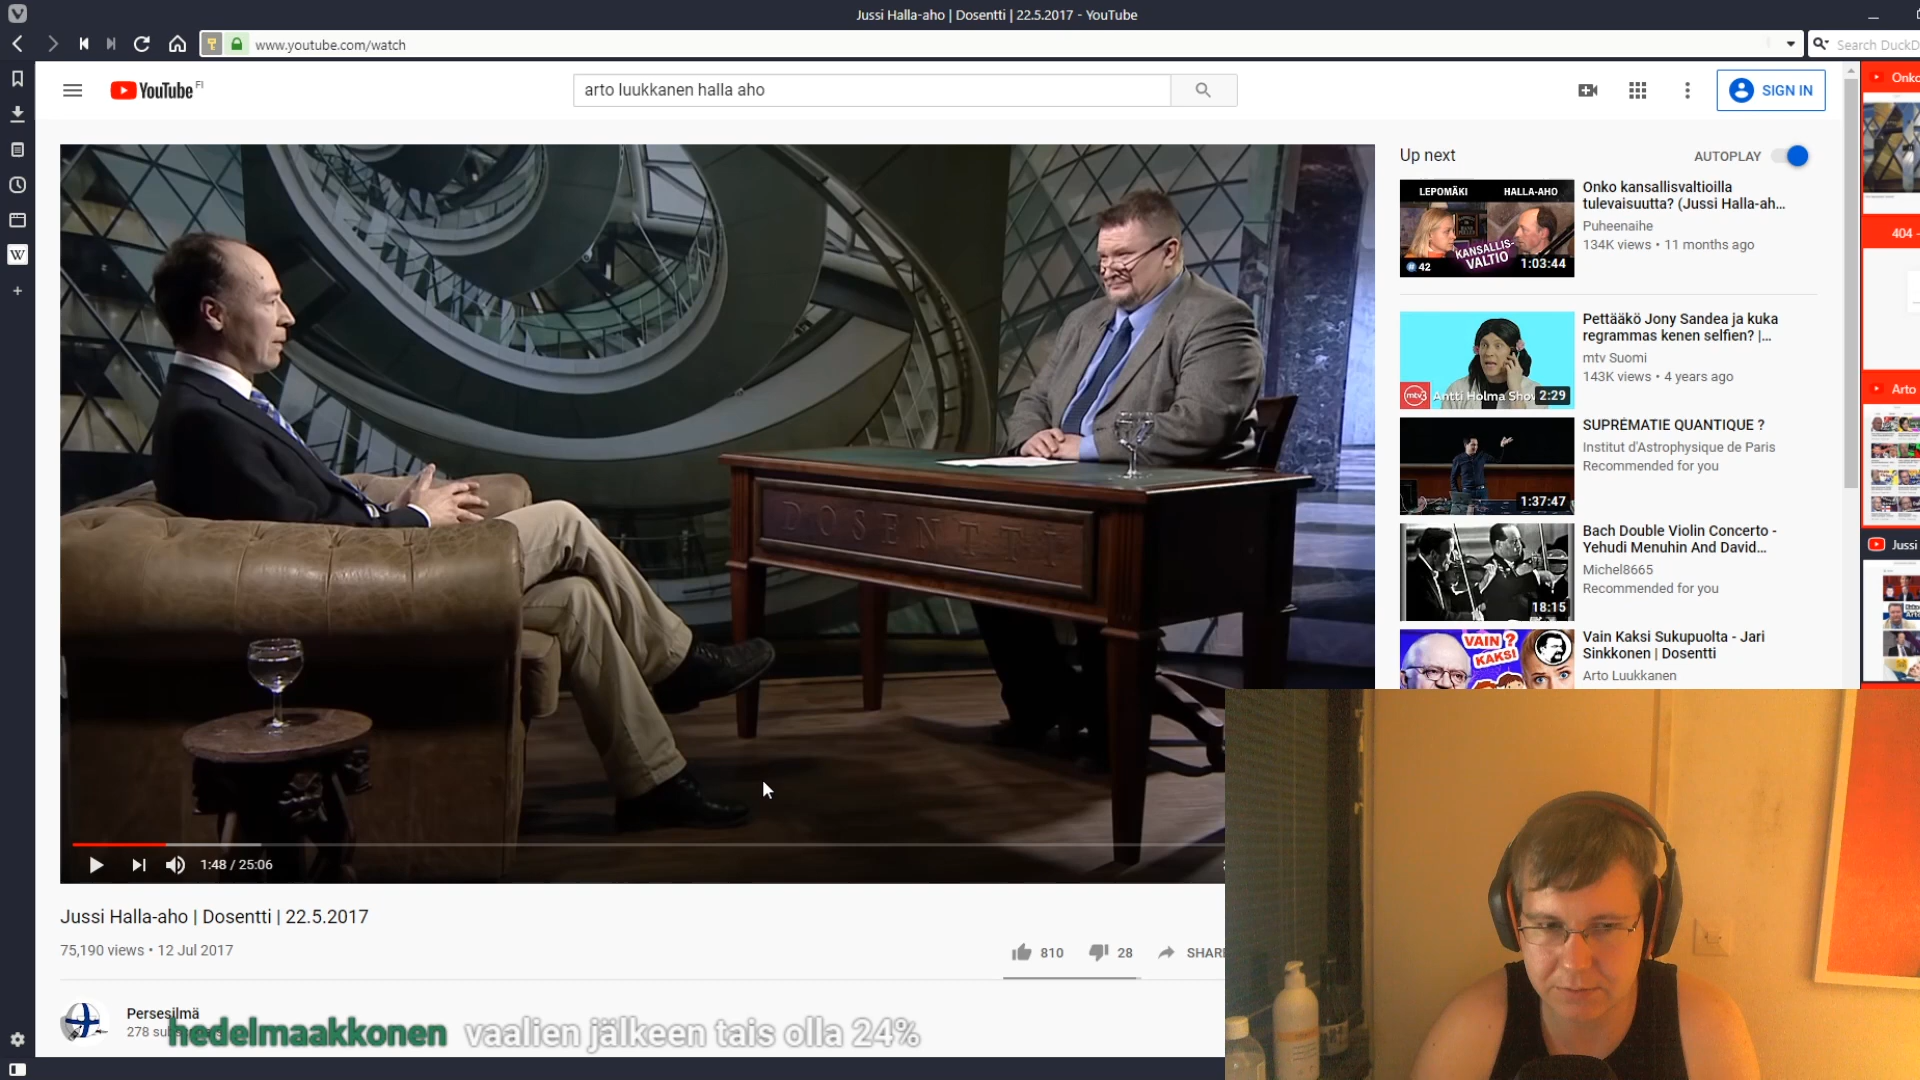 Jussi Halla-aho | Dosentti | 22.5.2017 - YouTube
www.youtube.com/watch
Search DuckD
YouTube FI
arto luukkanen halla aho
SIGN IN
Up next
AUTOPLAY
LEPOMÄKI HALLA-AHO
KANSALLIS-
VALTIO
# 42
1:03:44
Onko kansallisvaltioilla
tulevaisuutta? (Jussi Halla-ah...
Puheenaihe
134K views • 11 months ago
mtv3
Antti Holma Show
2:29
Pettääkö Jony Sandea ja kuka
regrammas kenen selfien? |...
mtv Suomi
143K views • 4 years ago
1:37:47
SUPRÉMATIE QUANTIQUE ?
Institut d'Astrophysique de Paris
Recommended for you
18:15
Bach Double Violin Concerto -
Yehudi Menuhin And David...
Michel8665
Recommended for you
VAIN ?
KAKSI
Vain Kaksi Sukupuolta - Jari
Sinkkonen | Dosentti
Arto Luukkanen
Onko
404 -
Arto
Jussi
W
DOSENTTI
1:48 / 25:06
Jussi Halla-aho | Dosentti | 22.5.2017
75,190 views • 12 Jul 2017
810
28
SHARE
Persesilmä
278 su
hedelmaakkonen vaalien jälkeen tais olla 24%